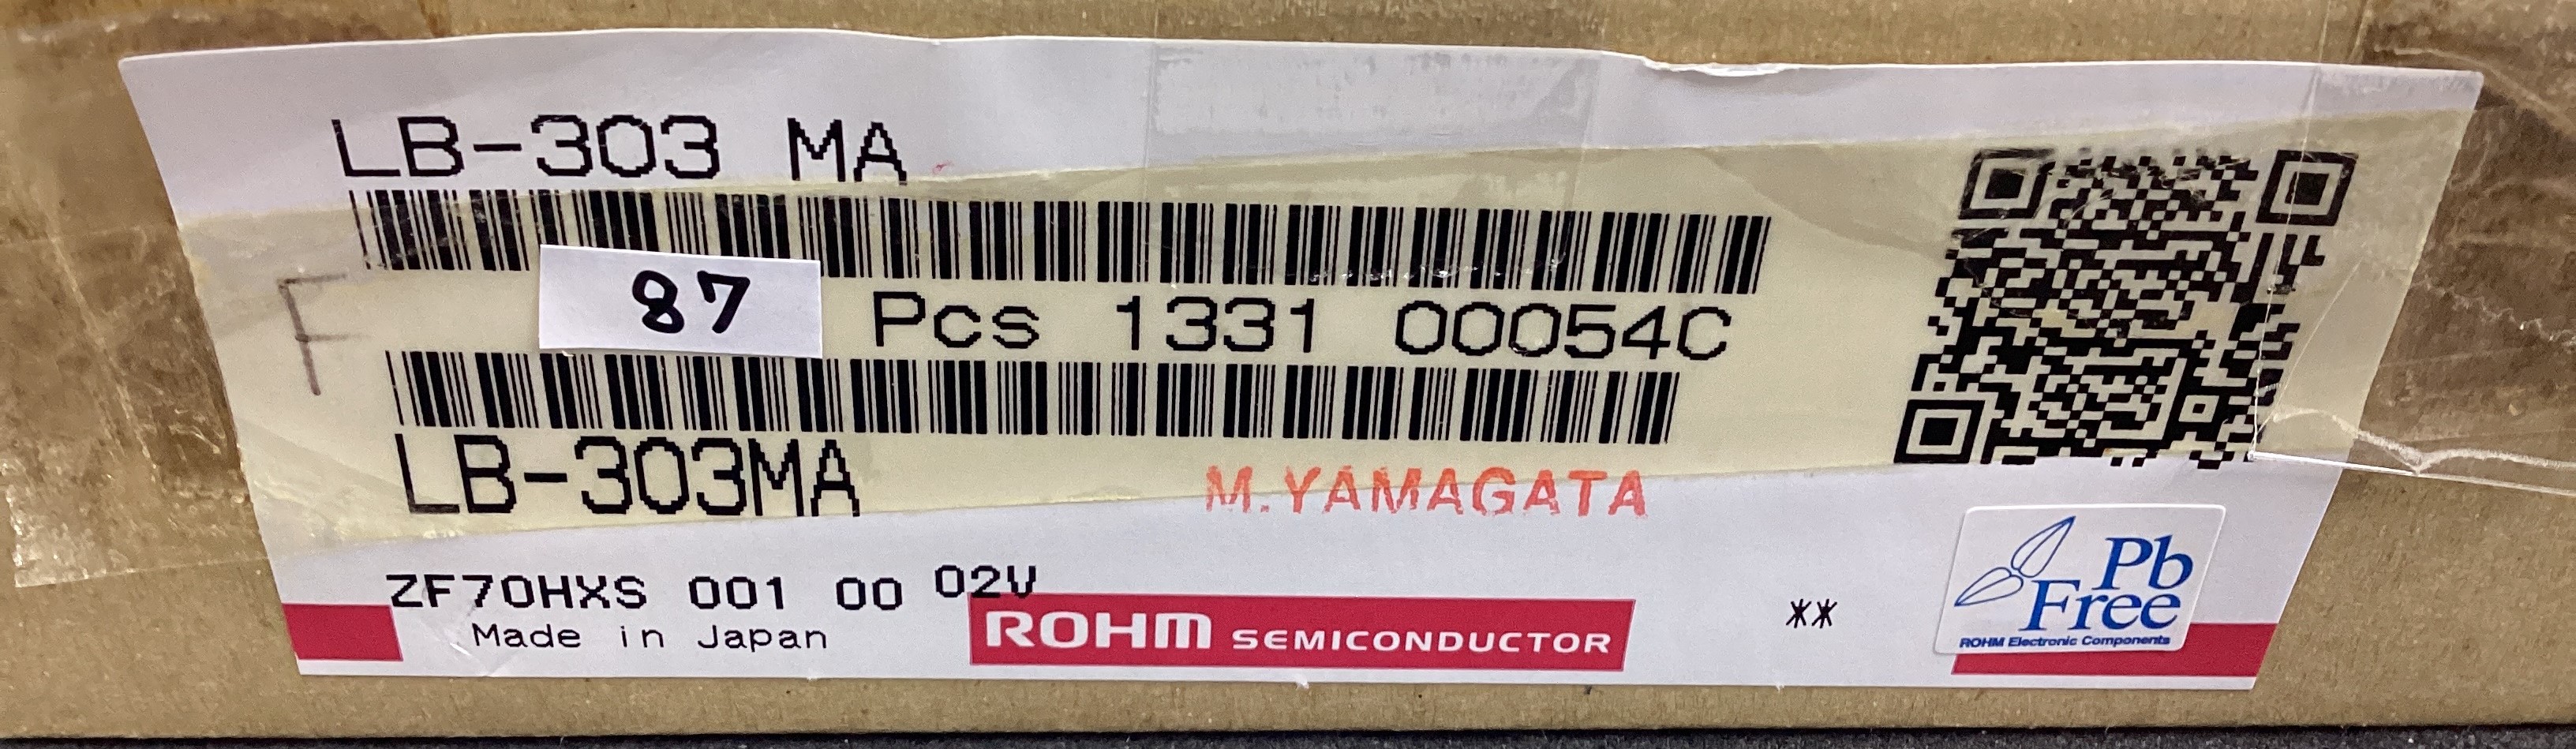 LB-303 MA
F
87 Pcs 1331 00054C
LB-303MA
M.YAMAGATA
ZF70HXS 001 00 02V
Made in Japan
ROHM SEMICONDUCTOR
**
Pb
Free
ROHM Electronic Components